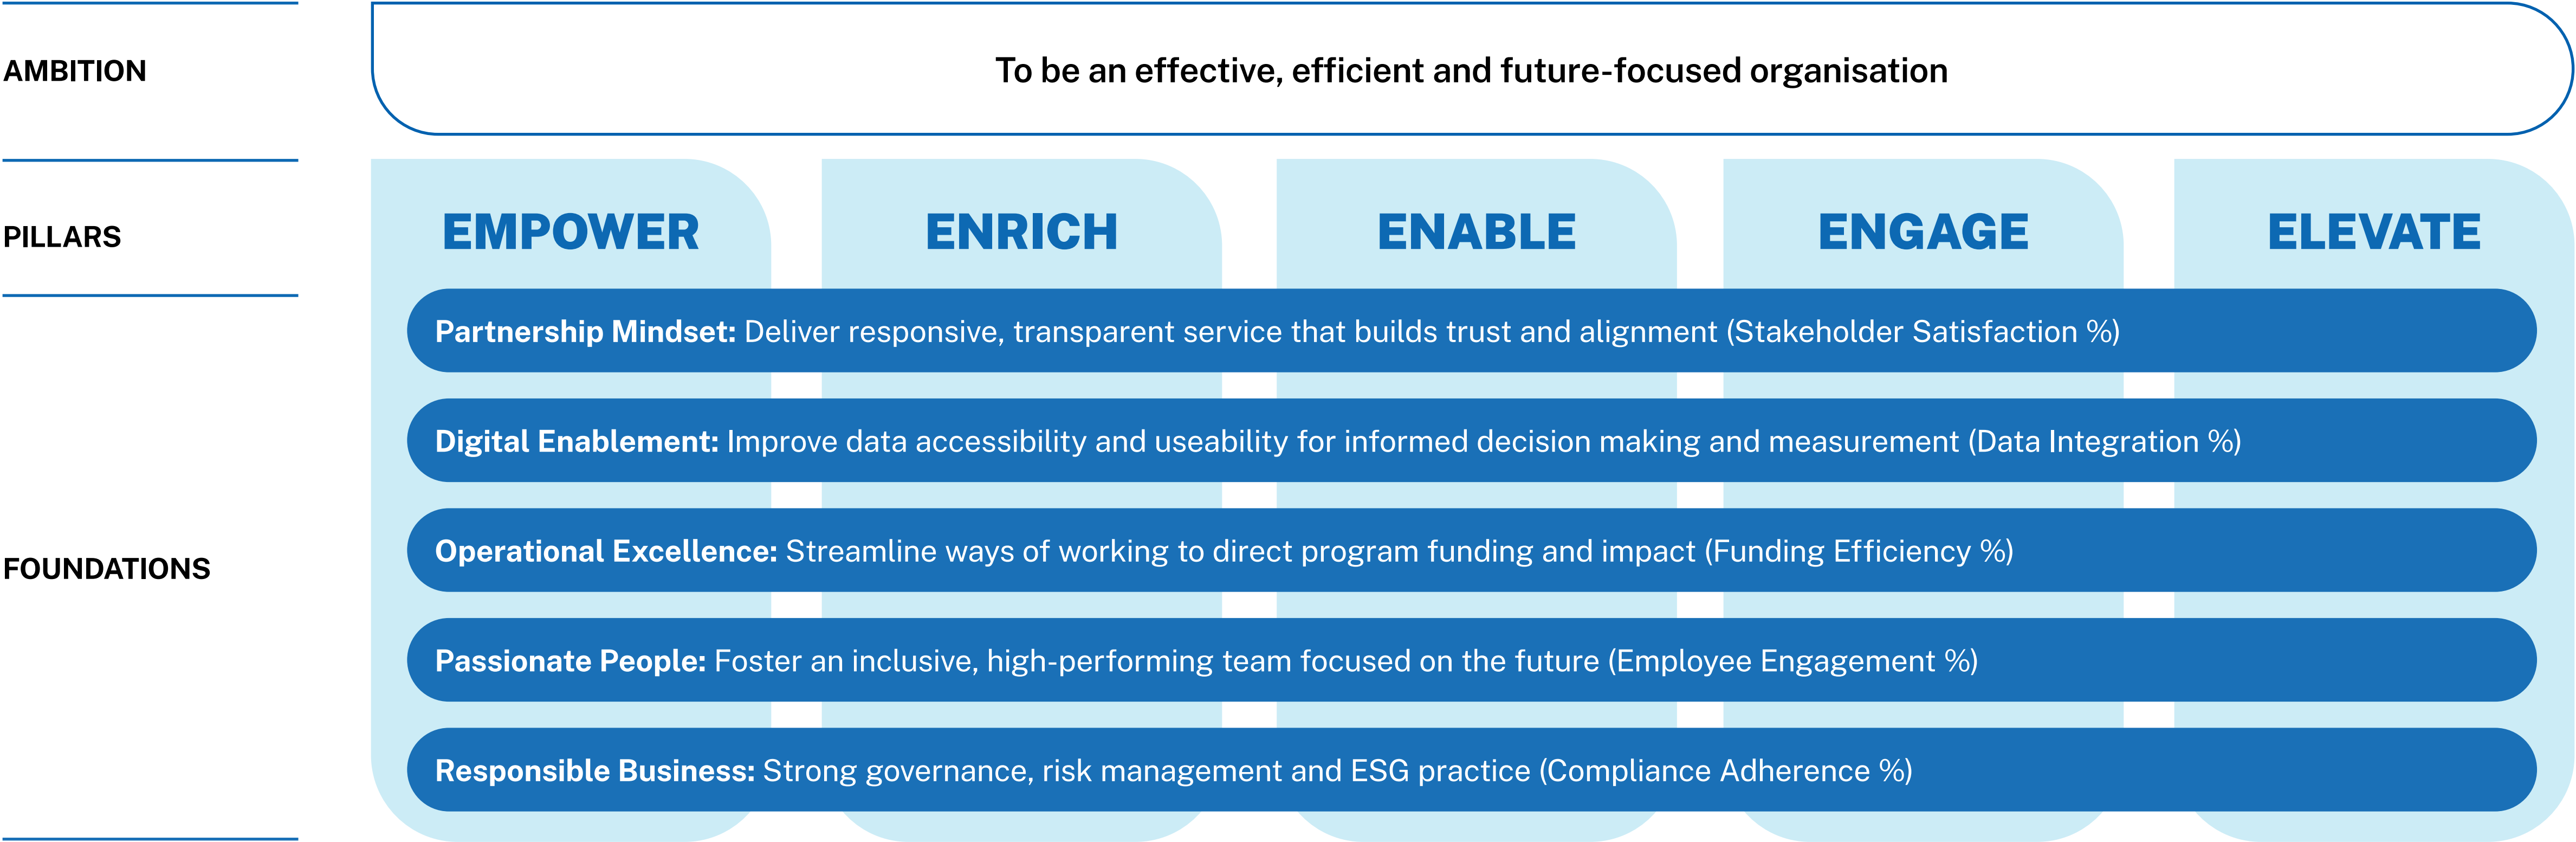 AMBITION
To be an effective, efficient and future-focused organisation
PILLARS
EMPOWER
ENRICH
ENABLE
ENGAGE
ELEVATE
FOUNDATIONS
Partnership Mindset: Deliver responsive, transparent service that builds trust and alignment (Stakeholder Satisfaction %)
Digital Enablement: Improve data accessibility and useability for informed decision making and measurement (Data Integration %)
Operational Excellence: Streamline ways of working to direct program funding and impact (Funding Efficiency %)
Passionate People: Foster an inclusive, high-performing team focused on the future (Employee Engagement %)
Responsible Business: Strong governance, risk management and ESG practice (Compliance Adherence %)